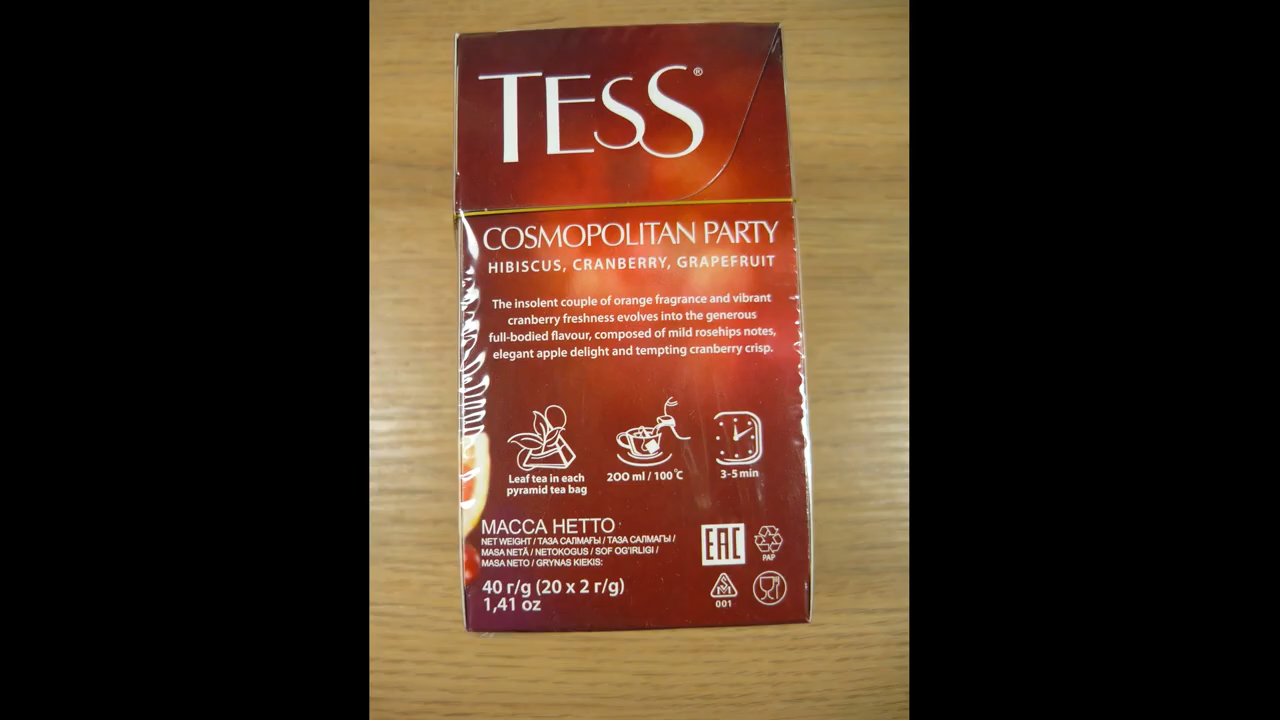 TESS®
COSMOPOLITAN PARTY
HIBISCUS, CRANBERRY, GRAPEFRUIT
The insolent couple of orange fragrance and vibrant
cranberry freshness evolves into the generous
full-bodied flavour, composed of mild rosehips notes,
elegant apple delight and tempting cranberry crisp.
Leaf tea in each
pyramid tea bag
200 ml / 100°C
3-5 min
МАССА НЕТТО
NET WEIGHT / ТАЗА САЛМАҒЫ / ТАЗА САЛМАГЫ /
MASA NETĂ / NETOKOGUS / SOF OG'IRLIGI /
MASA NETO / GRYNAS KIEKIS:
40 г/g (20 x 2 г/g)
1,41 oz
EAC
PAP
001